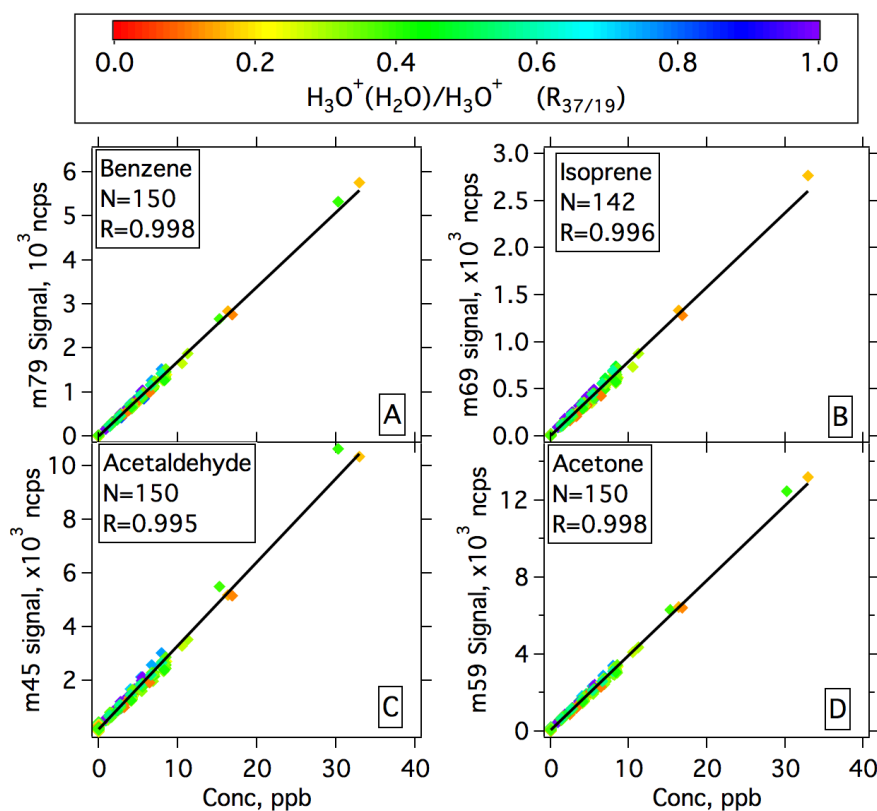 0.0 0.2 0.4 0.6 0.8 1.0
H₃O⁺(H₂O)/H₃O⁺ (R₃₇/₁₉)
m79 Signal, 10³ ncps
6
5
4
3
2
1
0
Benzene
N=150
R=0.998
A
m69 signal, x10³ ncps
3.0
2.5
2.0
1.5
1.0
0.5
0.0
Isoprene
N=142
R=0.996
B
m45 signal, x10³ ncps
10
8
6
4
2
Acetaldehyde
N=150
R=0.995
C
0 10 20 30 40
Conc, ppb
m59 Signal, x10³ ncps
12
8
4
0
Acetone
N=150
R=0.998
D
0 10 20 30 40
Conc, ppb